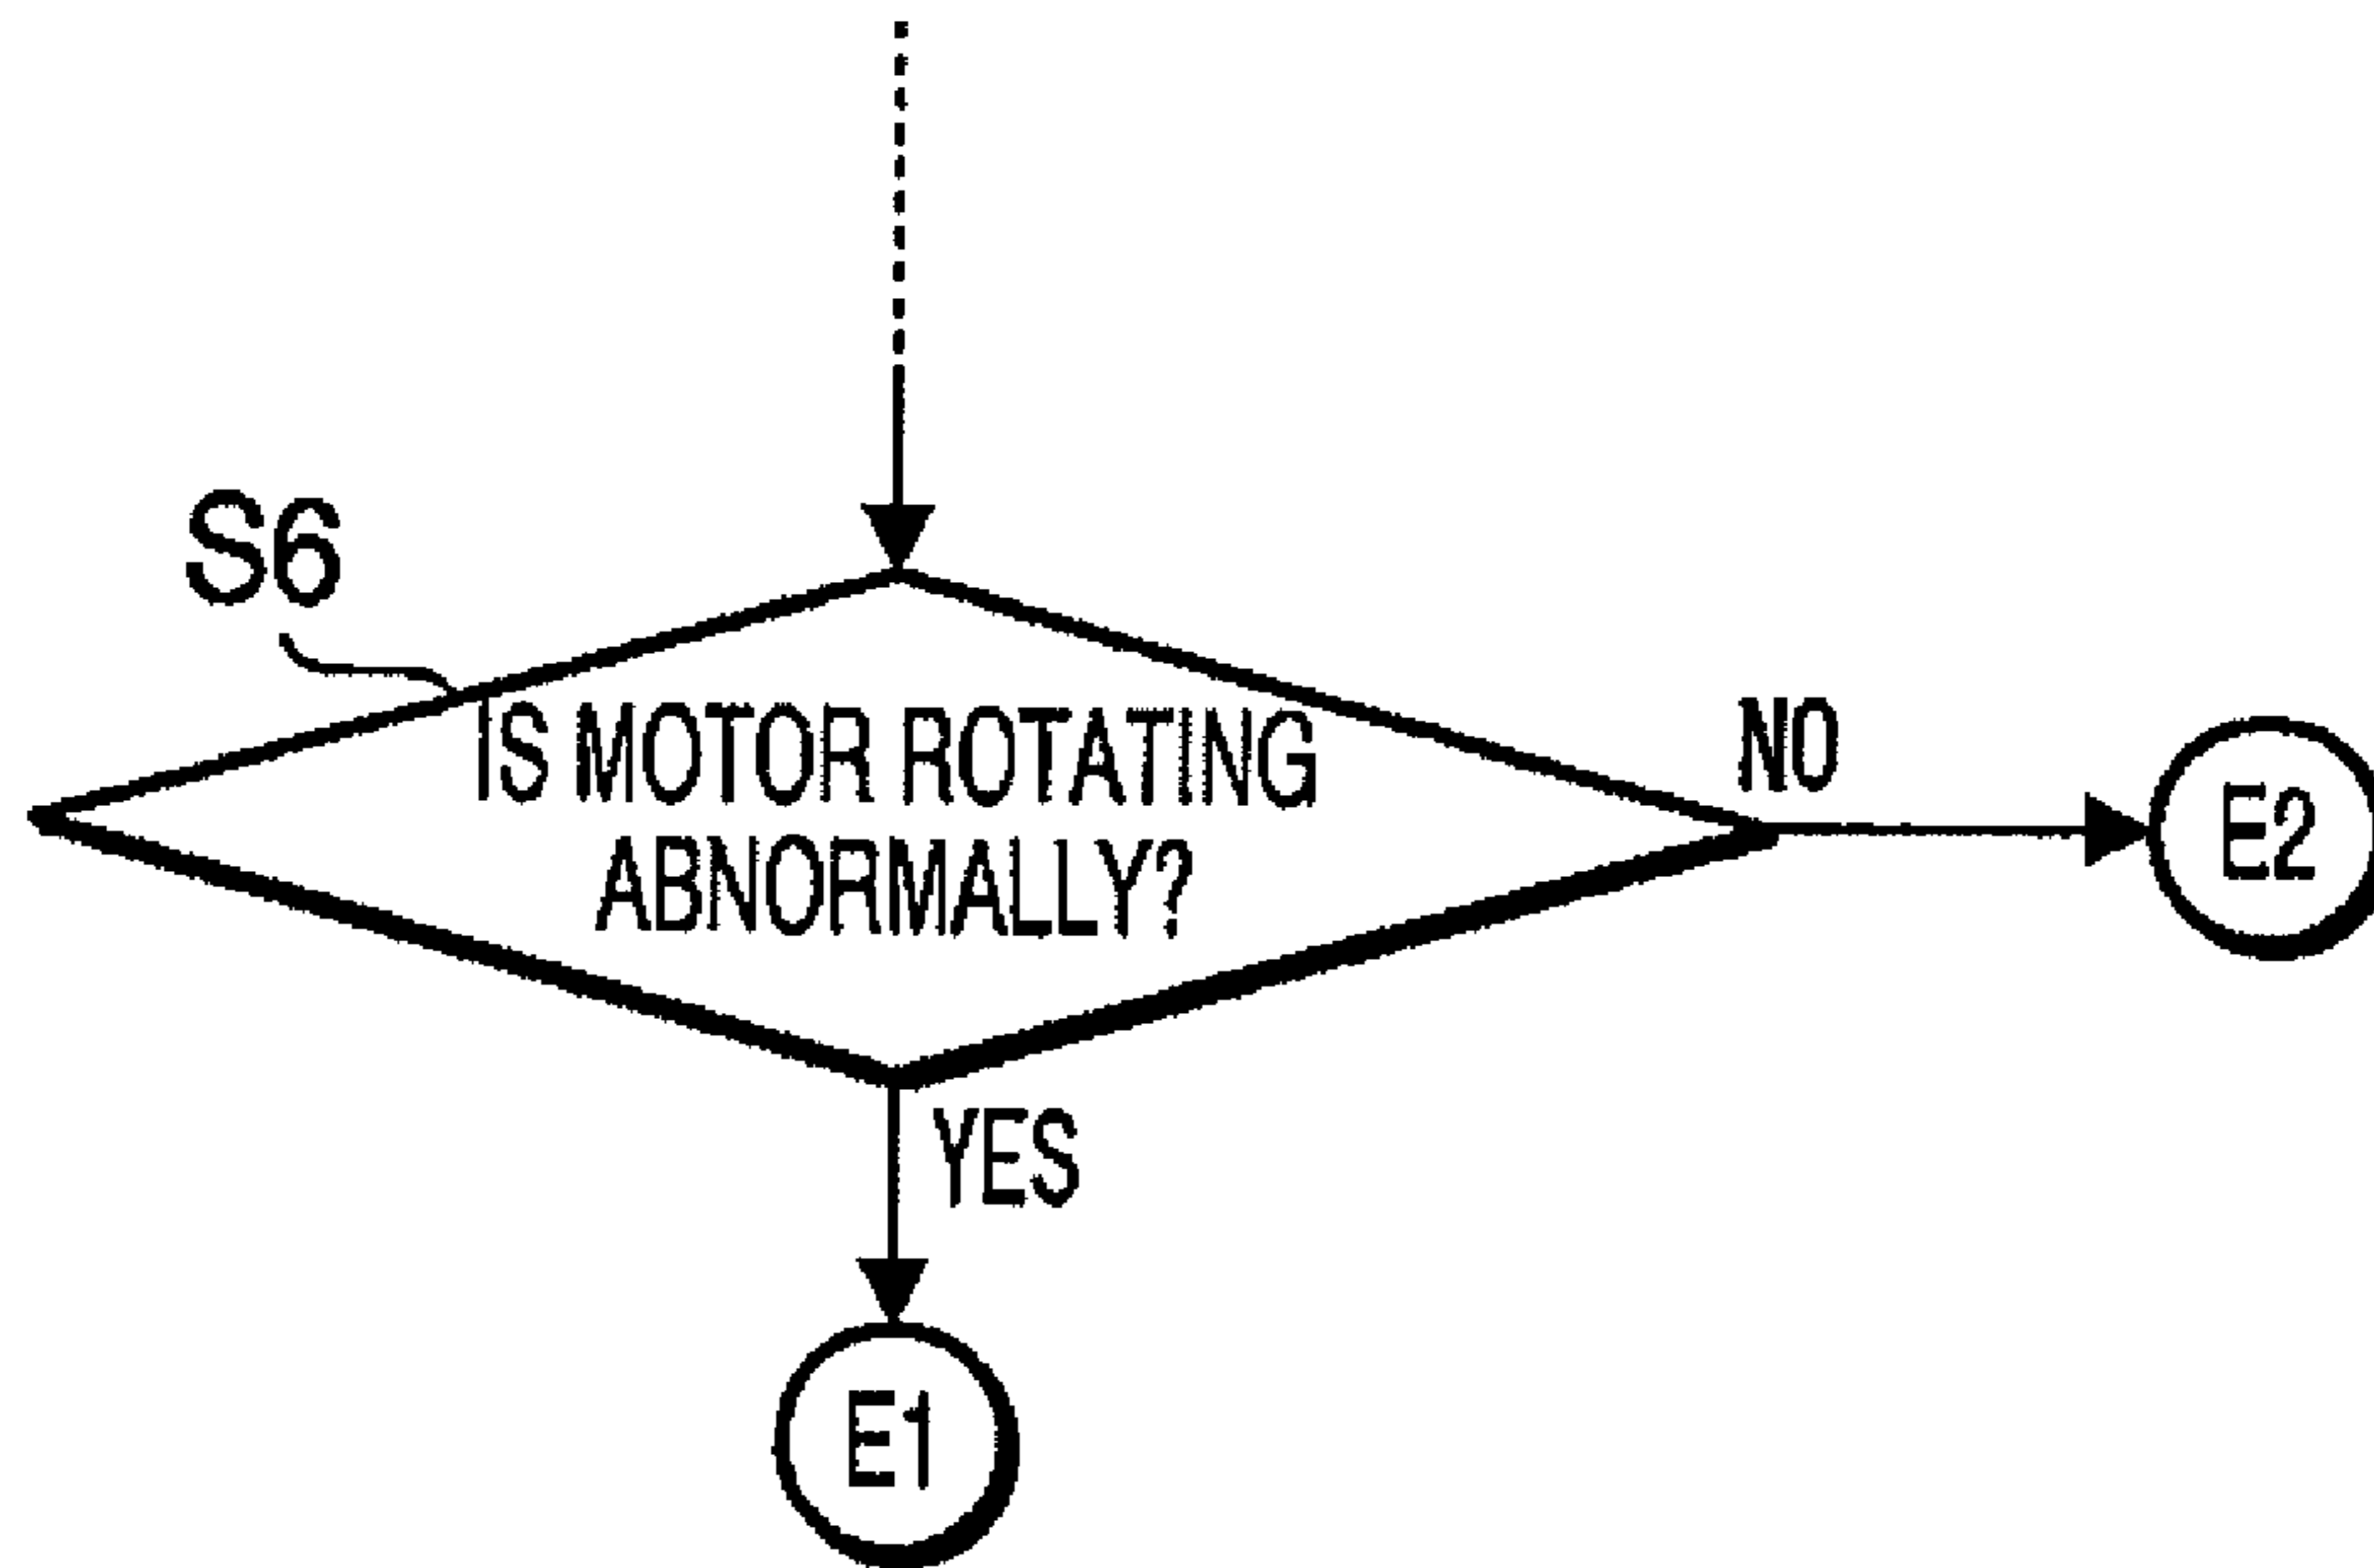 S6
IS MOTOR ROTATING
ABNORMALLY?
NO
E2
YES
E1